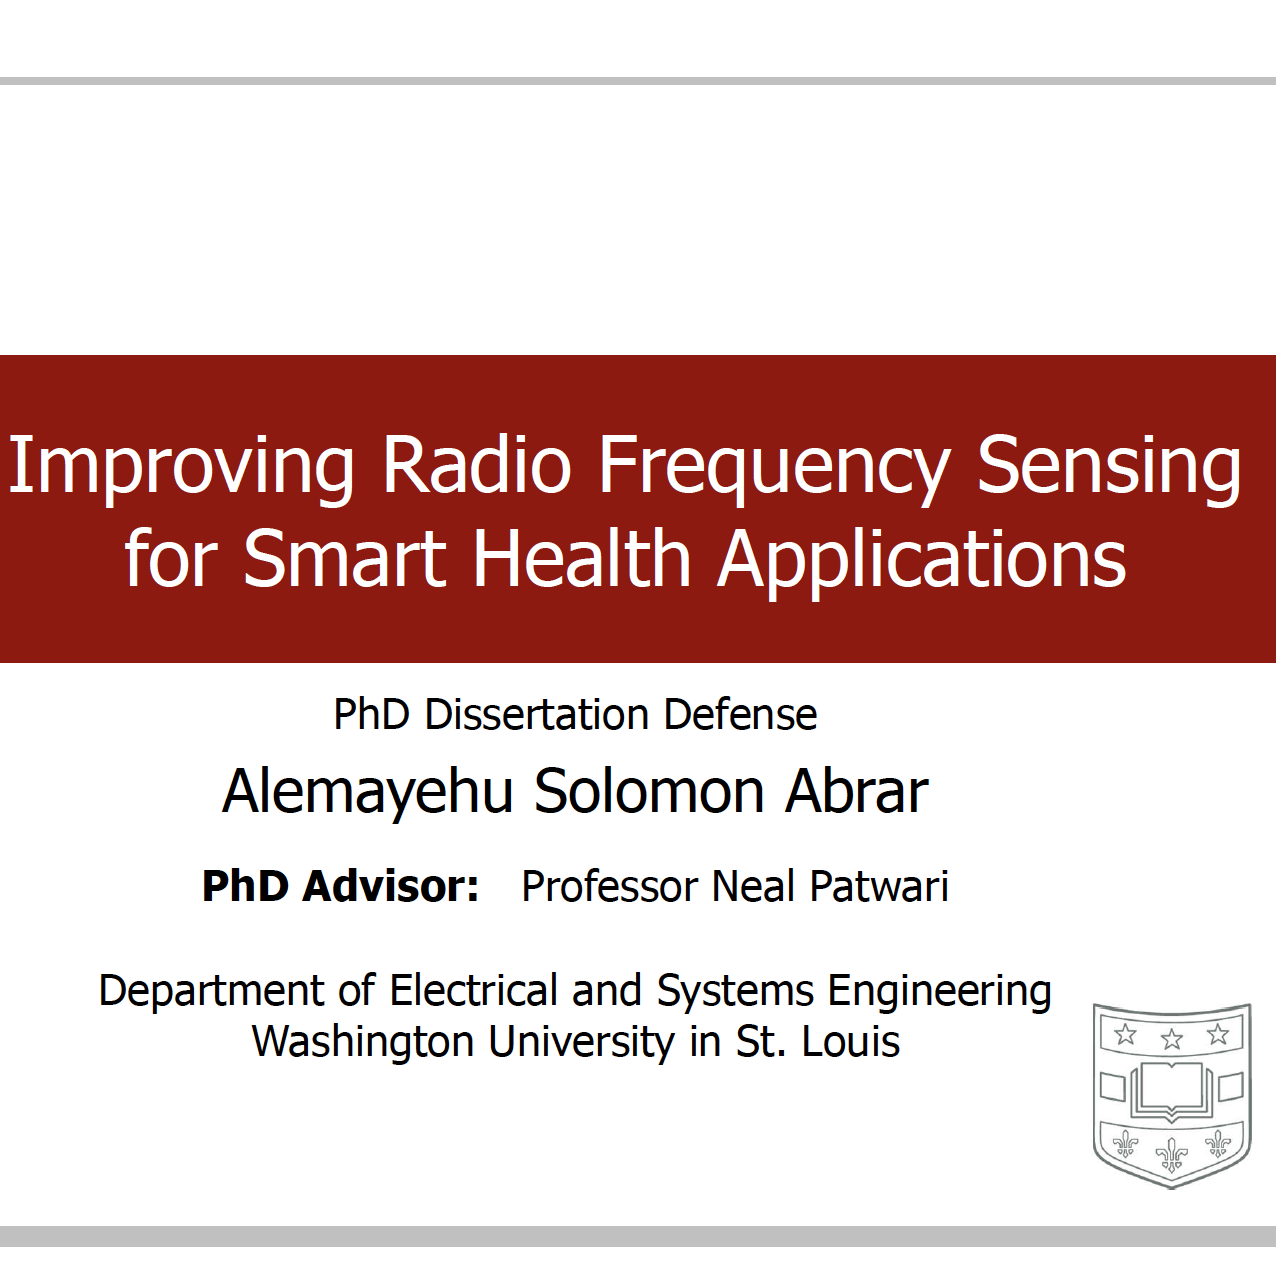 Improving Radio Frequency Sensing
for Smart Health Applications
PhD Dissertation Defense
Alemayehu Solomon Abrar
PhD Advisor: Professor Neal Patwari
Department of Electrical and Systems Engineering
Washington University in St. Louis